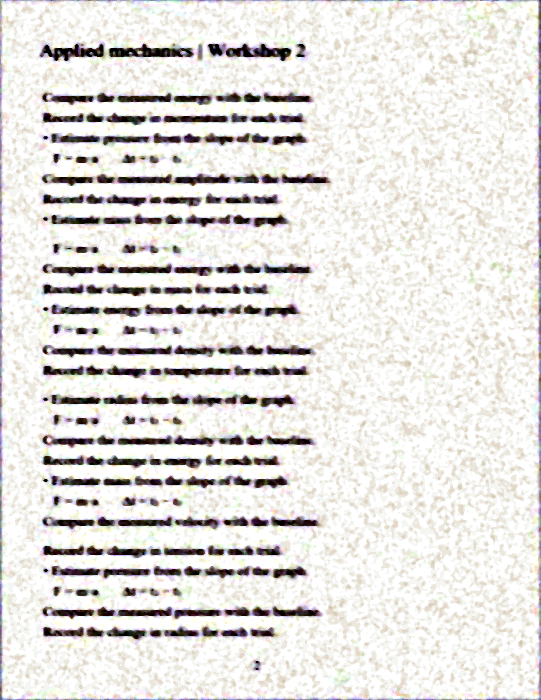 Applied mechanics | Workshop 2
Compare the measured energy with the baseline.
Record the change in momentum for each trial.
• Estimate pressure from the slope of the graph.
F = m·a Δt = t₂ − t₁
Compare the measured amplitude with the baseline.
Record the change in energy for each trial.
• Estimate mass from the slope of the graph.
F = m·a Δt = t₂ − t₁
Compare the measured energy with the baseline.
Record the change in mass for each trial.
• Estimate energy from the slope of the graph.
F = m·a Δt = t₂ − t₁
Compare the measured density with the baseline.
Record the change in temperature for each trial.
• Estimate radius from the slope of the graph.
F = m·a Δt = t₂ − t₁
Compare the measured density with the baseline.
Record the change in energy for each trial.
• Estimate mass from the slope of the graph.
F = m·a Δt = t₂ − t₁
Compare the measured velocity with the baseline.
Record the change in tension for each trial.
• Estimate pressure from the slope of the graph.
F = m·a Δt = t₂ − t₁
Compare the measured pressure with the baseline.
Record the change in radius for each trial.
2